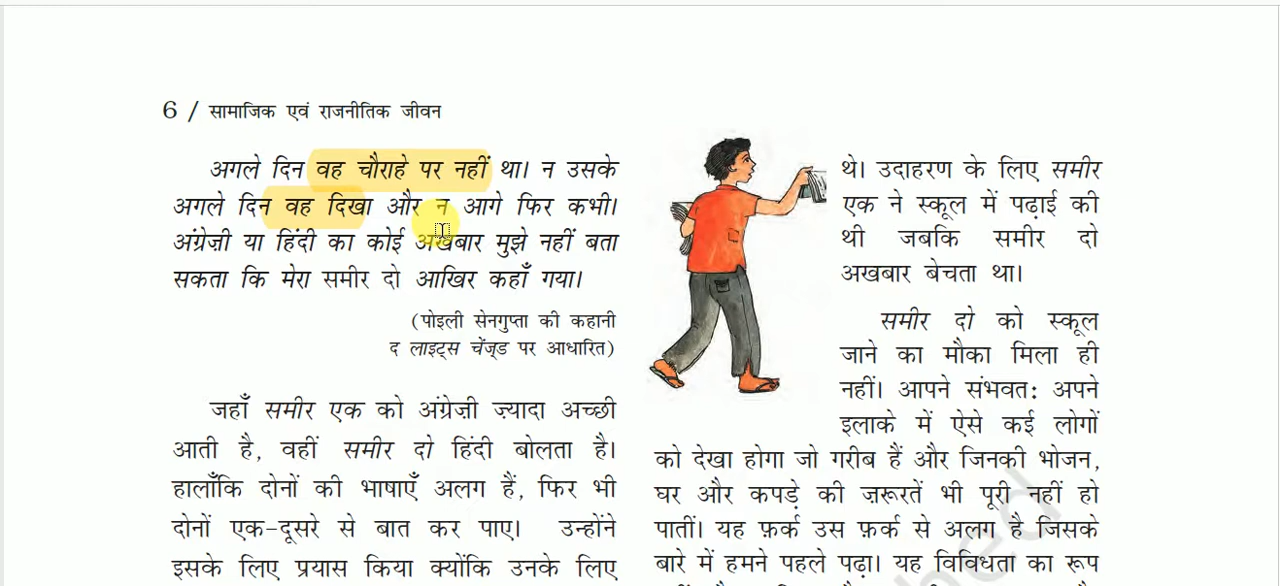 6 / सामाजिक एवं राजनीतिक जीवन
अगले दिन वह चौराहे पर नहीं था। न उसके
अगले दिन वह दिखा और न आगे फिर कभी।
अंग्रेज़ी या हिंदी का कोई अखबार मुझे नहीं बता
सकता कि मेरा समीर दो आखिर कहाँ गया।
(पोइली सेनगुप्ता की कहानी
द लाइट्स चेंज्ड पर आधारित)
जहाँ समीर एक को अंग्रेज़ी ज़्यादा अच्छी
आती है, वहीं समीर दो हिंदी बोलता है।
हालाँकि दोनों की भाषाएँ अलग हैं, फिर भी
दोनों एक-दूसरे से बात कर पाए। उन्होंने
इसके लिए प्रयास किया क्योंकि उनके लिए
थे। उदाहरण के लिए समीर
एक ने स्कूल में पढ़ाई की
थी जबकि समीर दो
अखबार बेचता था।
समीर दो को स्कूल
जाने का मौका मिला ही
नहीं। आपने संभवत: अपने
इलाके में ऐसे कई लोगों
को देखा होगा जो गरीब हैं और जिनकी भोजन,
घर और कपड़े की ज़रूरतें भी पूरी नहीं हो
पातीं। यह फ़र्क उस फ़र्क से अलग है जिसके
बारे में हमने पहले पढ़ा। यह विविधता का रूप